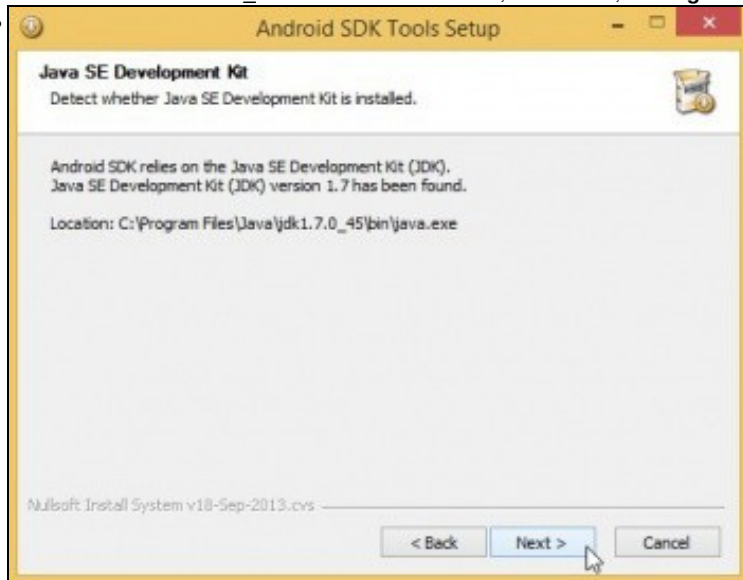 Android SDK Tools Setup
Java SE Development Kit
Detect whether Java SE Development Kit is installed.
Android SDK relies on the Java SE Development Kit (JDK).
Java SE Development Kit (JDK) version 1.7 has been found.
Location: C:\Program Files\Java\jdk1.7.0_45\bin\java.exe
Nullsoft Install System v18-Sep-2013.cvs
< Back Next > Cancel